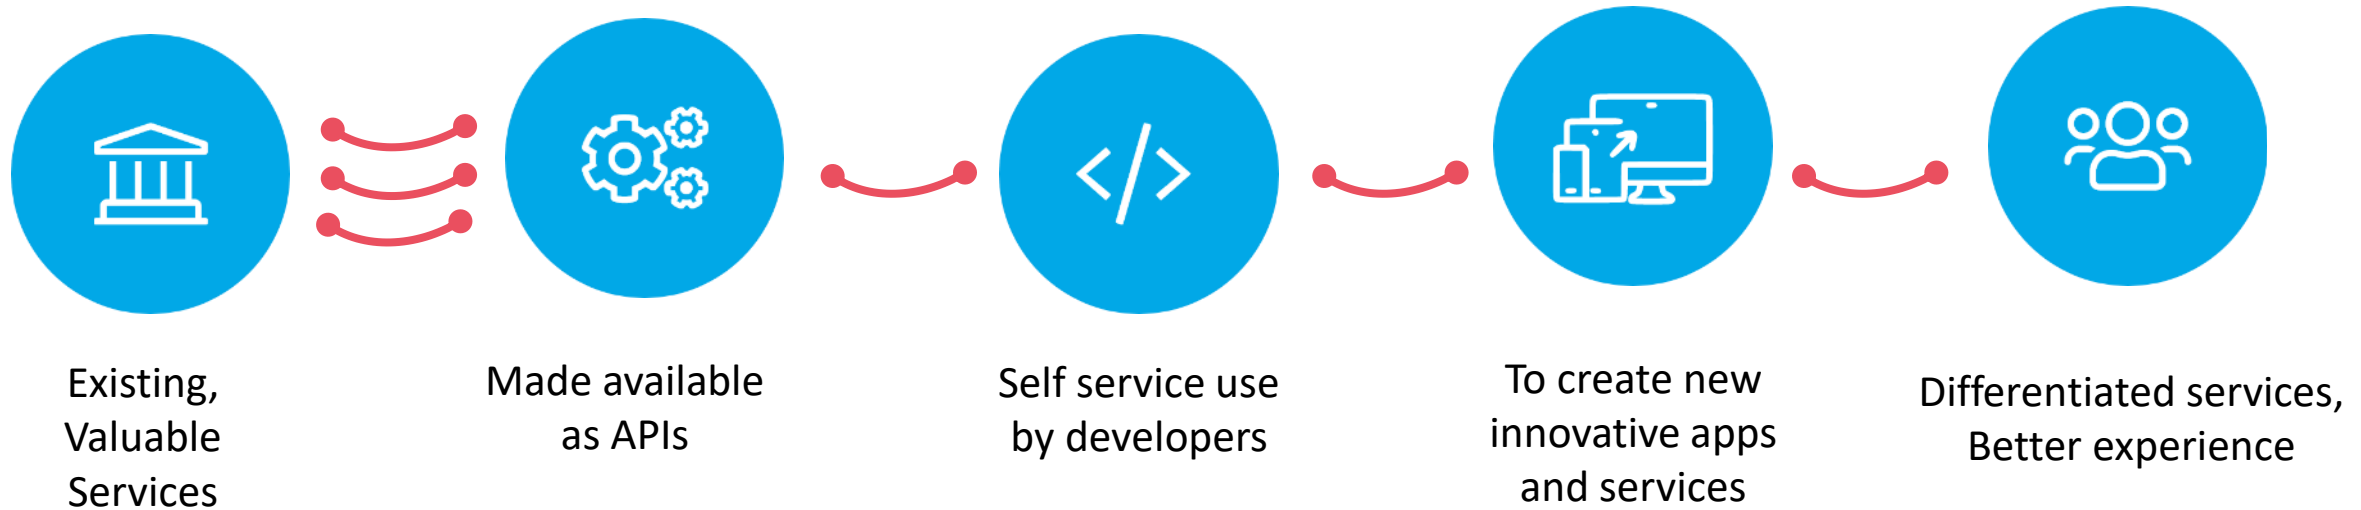 Existing,
Valuable
Services
Made available
as APIs
Self service use
by developers
To create new
innovative apps
and services
Differentiated services,
Better experience